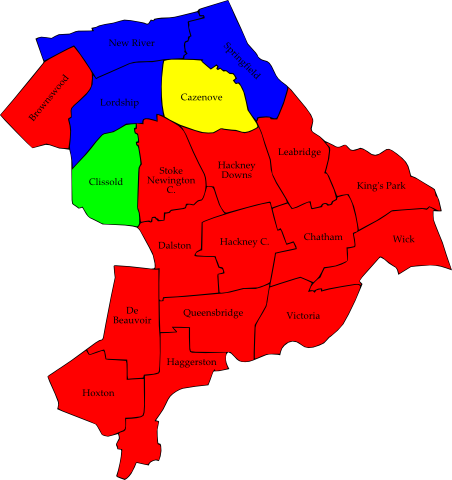 New River
Springfield
Brownswood
Lordship
Cazenove
Leabridge
Hackney
Downs
Stoke
Newington
C.
Clissold
King's Park
Chatham
Wick
Hackney C.
Dalston
De
Beauvoir
Queensbridge
Victoria
Haggerston
Hoxton